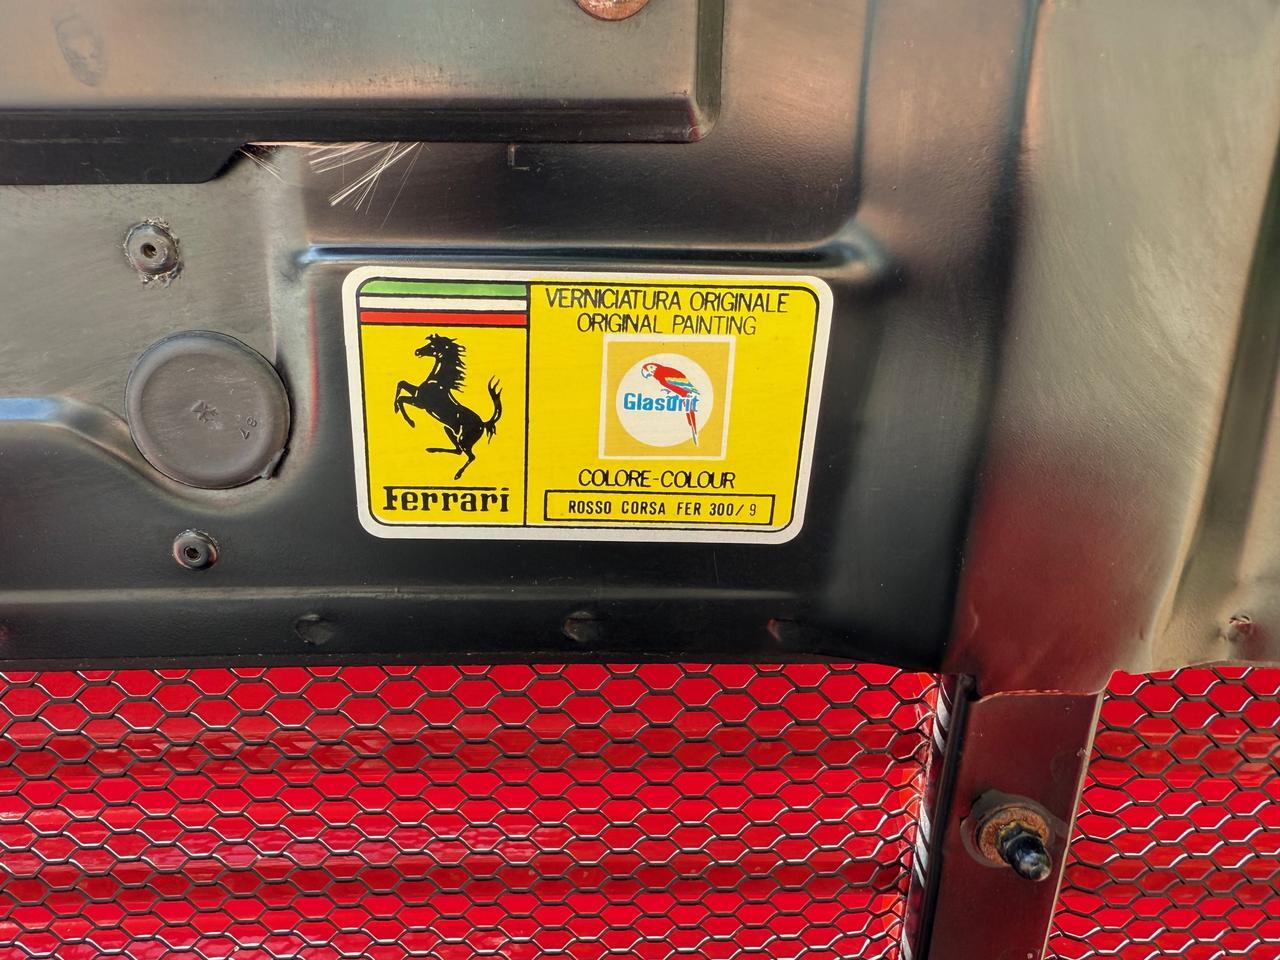 VERNICIATURA ORIGINALE
ORIGINAL PAINTING
Glasurit
COLORE-COLOUR
ROSSO CORSA FER 300/9
Ferrari